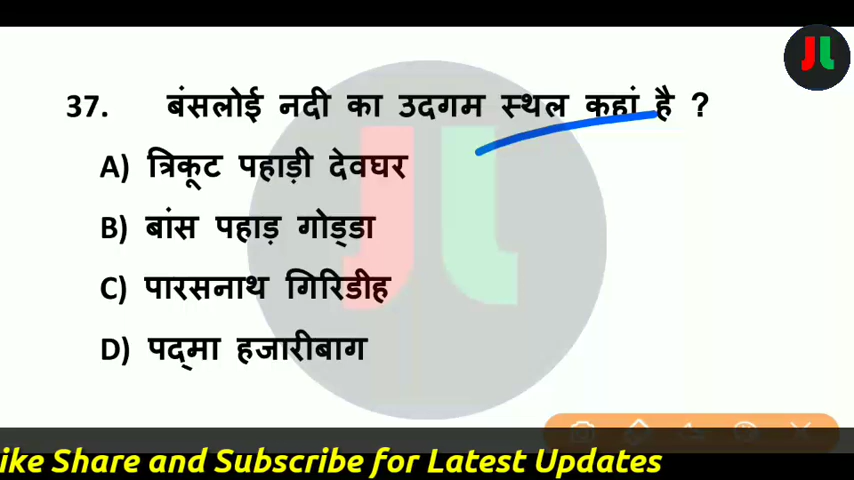 37. बंसलोई नदी का उदगम स्थल कहां है ?
A) त्रिकूट पहाड़ी देवघर
B) बांस पहाड़ गोड्डा
C) पारसनाथ गिरिडीह
D) पद्मा हजारीबाग
ike Share and Subscribe for Latest Updates